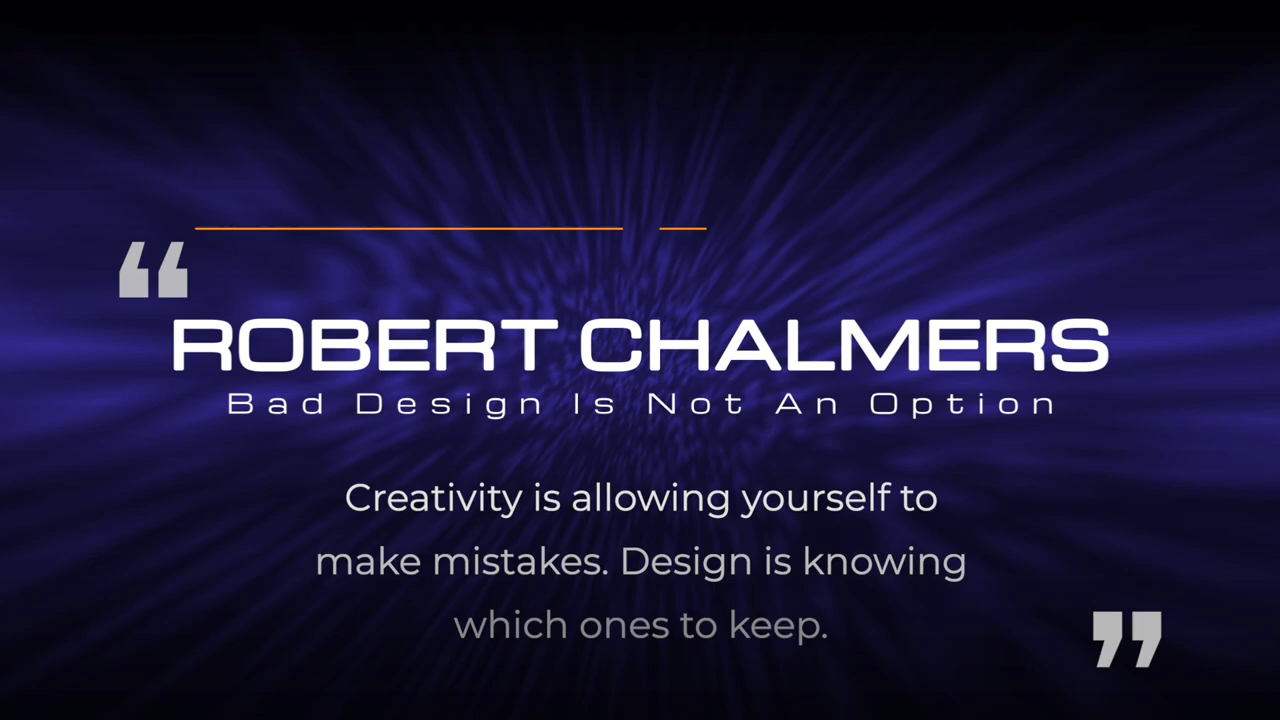 “
ROBERT CHALMERS
Bad Design Is Not An Option
Creativity is allowing yourself to
make mistakes. Design is knowing
which ones to keep.
”